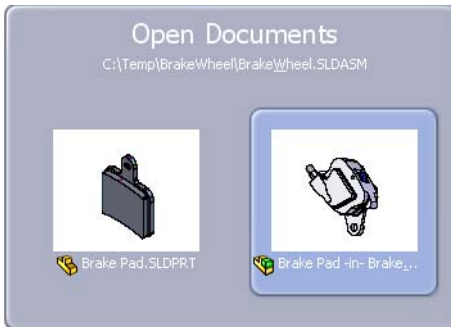 Open Documents
C:\Temp\BrakeWheel\BrakeWheel.SLDASM
Brake Pad.SLDPRT
Brake Pad -in- Brake...